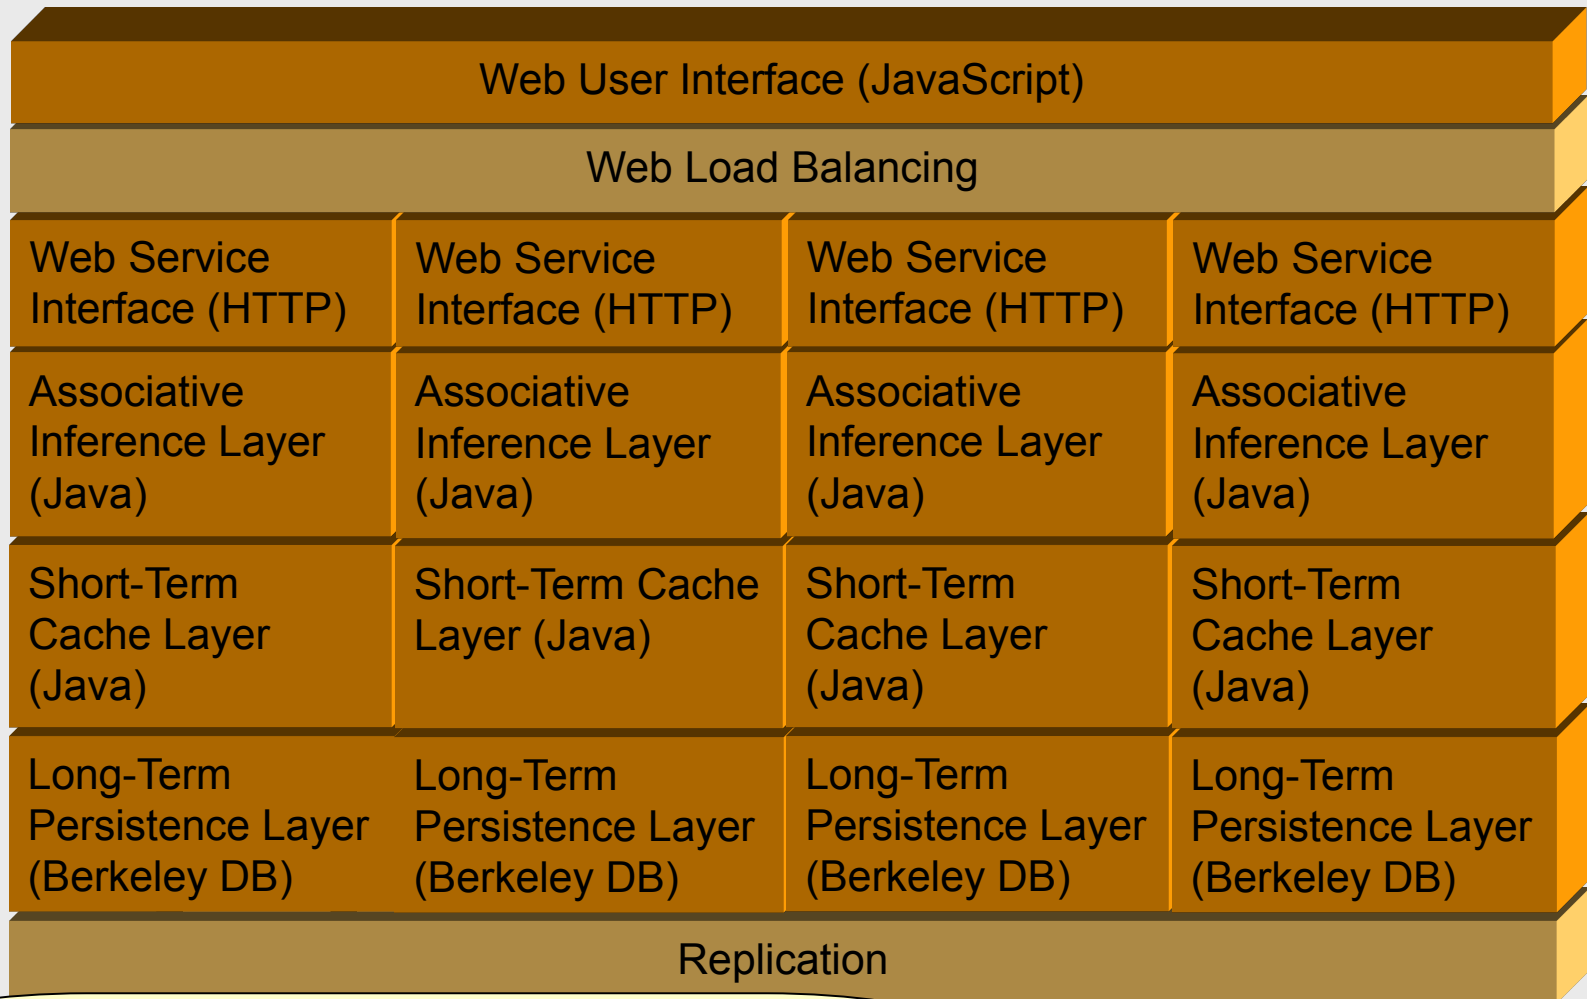 Web User Interface (JavaScript)
Web Load Balancing
Web Service
Interface (HTTP)
Web Service
Interface (HTTP)
Web Service
Interface (HTTP)
Web Service
Interface (HTTP)
Associative
Inference Layer
(Java)
Associative
Inference Layer
(Java)
Associative
Inference Layer
(Java)
Associative
Inference Layer
(Java)
Short-Term
Cache Layer
(Java)
Short-Term Cache
Layer (Java)
Short-Term
Cache Layer
(Java)
Short-Term
Cache Layer
(Java)
Long-Term
Persistence Layer
(Berkeley DB)
Long-Term
Persistence Layer
(Berkeley DB)
Long-Term
Persistence Layer
(Berkeley DB)
Long-Term
Persistence Layer
(Berkeley DB)
Replication